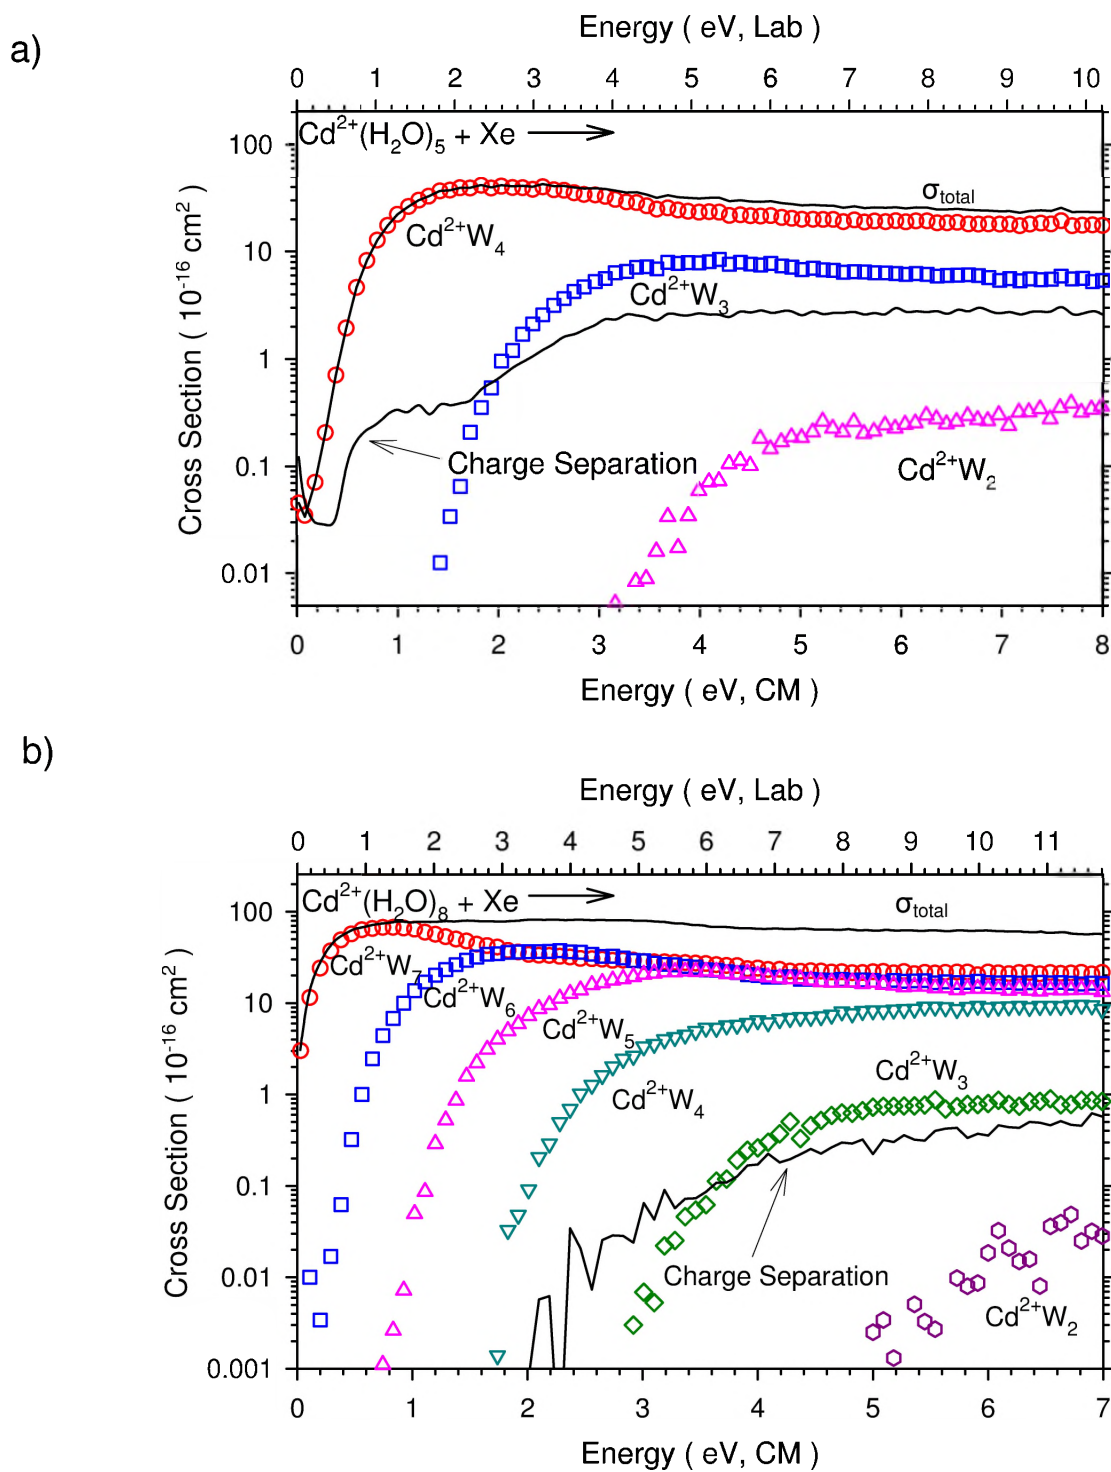 a)
Energy ( eV, Lab )
0 1 2 3 4 5 6 7 8 9 10
Cd²⁺(H₂O)₅ + Xe
100
10
1
0.1
0.01
Cross Section ( 10⁻¹⁶ cm² )
σtotal
Cd²⁺W₄
Cd²⁺W₃
Charge Separation
Cd²⁺W₂
0 1 2 3 4 5 6 7 8
Energy ( eV, CM )
b)
Energy ( eV, Lab )
0 1 2 3 4 5 6 7 8 9 10 11
Cd²⁺(H₂O)₈ + Xe
100
10
1
0.1
0.01
0.001
Cross Section ( 10⁻¹⁶ cm² )
σtotal
Cd²⁺W₇
Cd²⁺W₆
Cd²⁺W₅
Cd²⁺W₄
Cd²⁺W₃
Charge Separation
Cd²⁺W₂
0 1 2 3 4 5 6 7
Energy ( eV, CM )